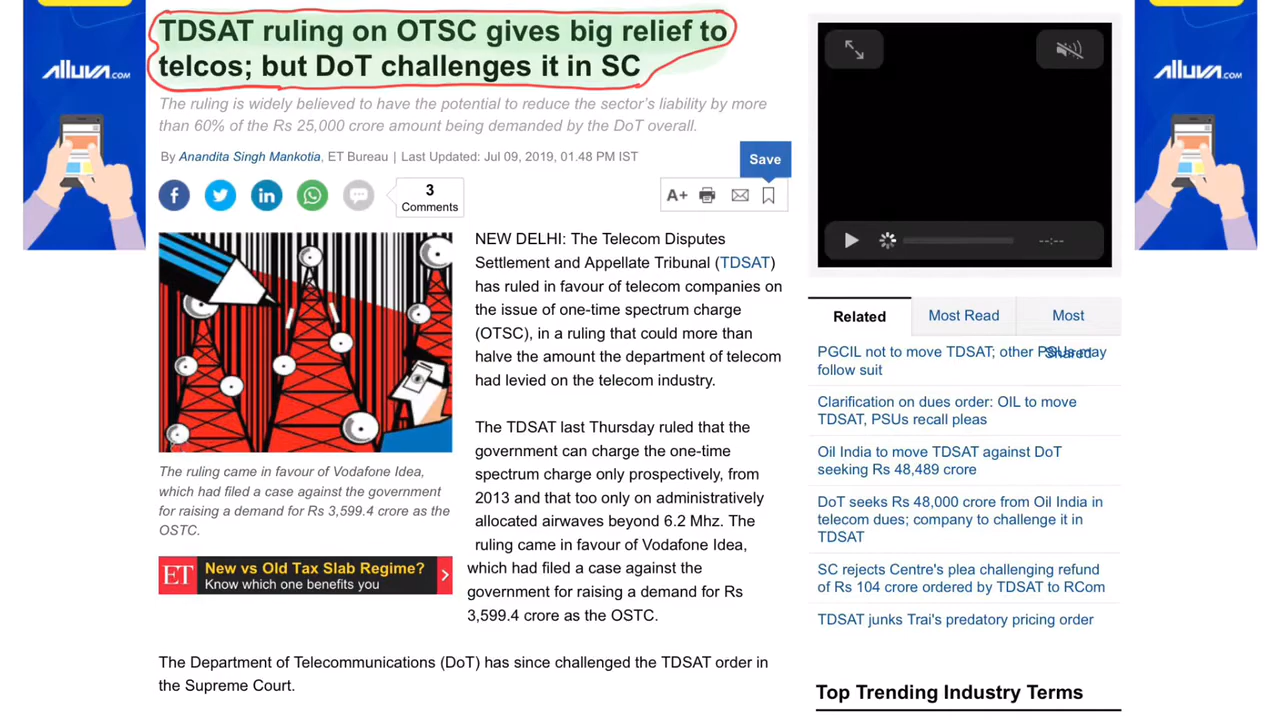 ALLUVA.COM
TDSAT ruling on OTSC gives big relief to
telcos; but DoT challenges it in SC
The ruling is widely believed to have the potential to reduce the sector's liability by more
than 60% of the Rs 25,000 crore amount being demanded by the DoT overall.
By Anandita Singh Mankotia, ET Bureau | Last Updated: Jul 09, 2019, 01.48 PM IST
Save
3
Comments
A+
NEW DELHI: The Telecom Disputes
Settlement and Appellate Tribunal (TDSAT)
has ruled in favour of telecom companies on
the issue of one-time spectrum charge
(OTSC), in a ruling that could more than
halve the amount the department of telecom
had levied on the telecom industry.
The TDSAT last Thursday ruled that the
government can charge the one-time
spectrum charge only prospectively, from
2013 and that too only on administratively
allocated airwaves beyond 6.2 Mhz. The
ruling came in favour of Vodafone Idea,
which had filed a case against the
government for raising a demand for Rs
3,599.4 crore as the OSTC.
The ruling came in favour of Vodafone Idea,
which had filed a case against the government
for raising a demand for Rs 3,599.4 crore as the
OSTC.
ET
New vs Old Tax Slab Regime?
Know which one benefits you
The Department of Telecommunications (DoT) has since challenged the TDSAT order in
the Supreme Court.
--:--
Related
Most Read
Most
Shared
PGCIL not to move TDSAT; other PSUs may
follow suit
Clarification on dues order: OIL to move
TDSAT, PSUs recall pleas
Oil India to move TDSAT against DoT
seeking Rs 48,489 crore
DoT seeks Rs 48,000 crore from Oil India in
telecom dues; company to challenge it in
TDSAT
SC rejects Centre's plea challenging refund
of Rs 104 crore ordered by TDSAT to RCom
TDSAT junks Trai's predatory pricing order
Top Trending Industry Terms
ALLUVA.COM